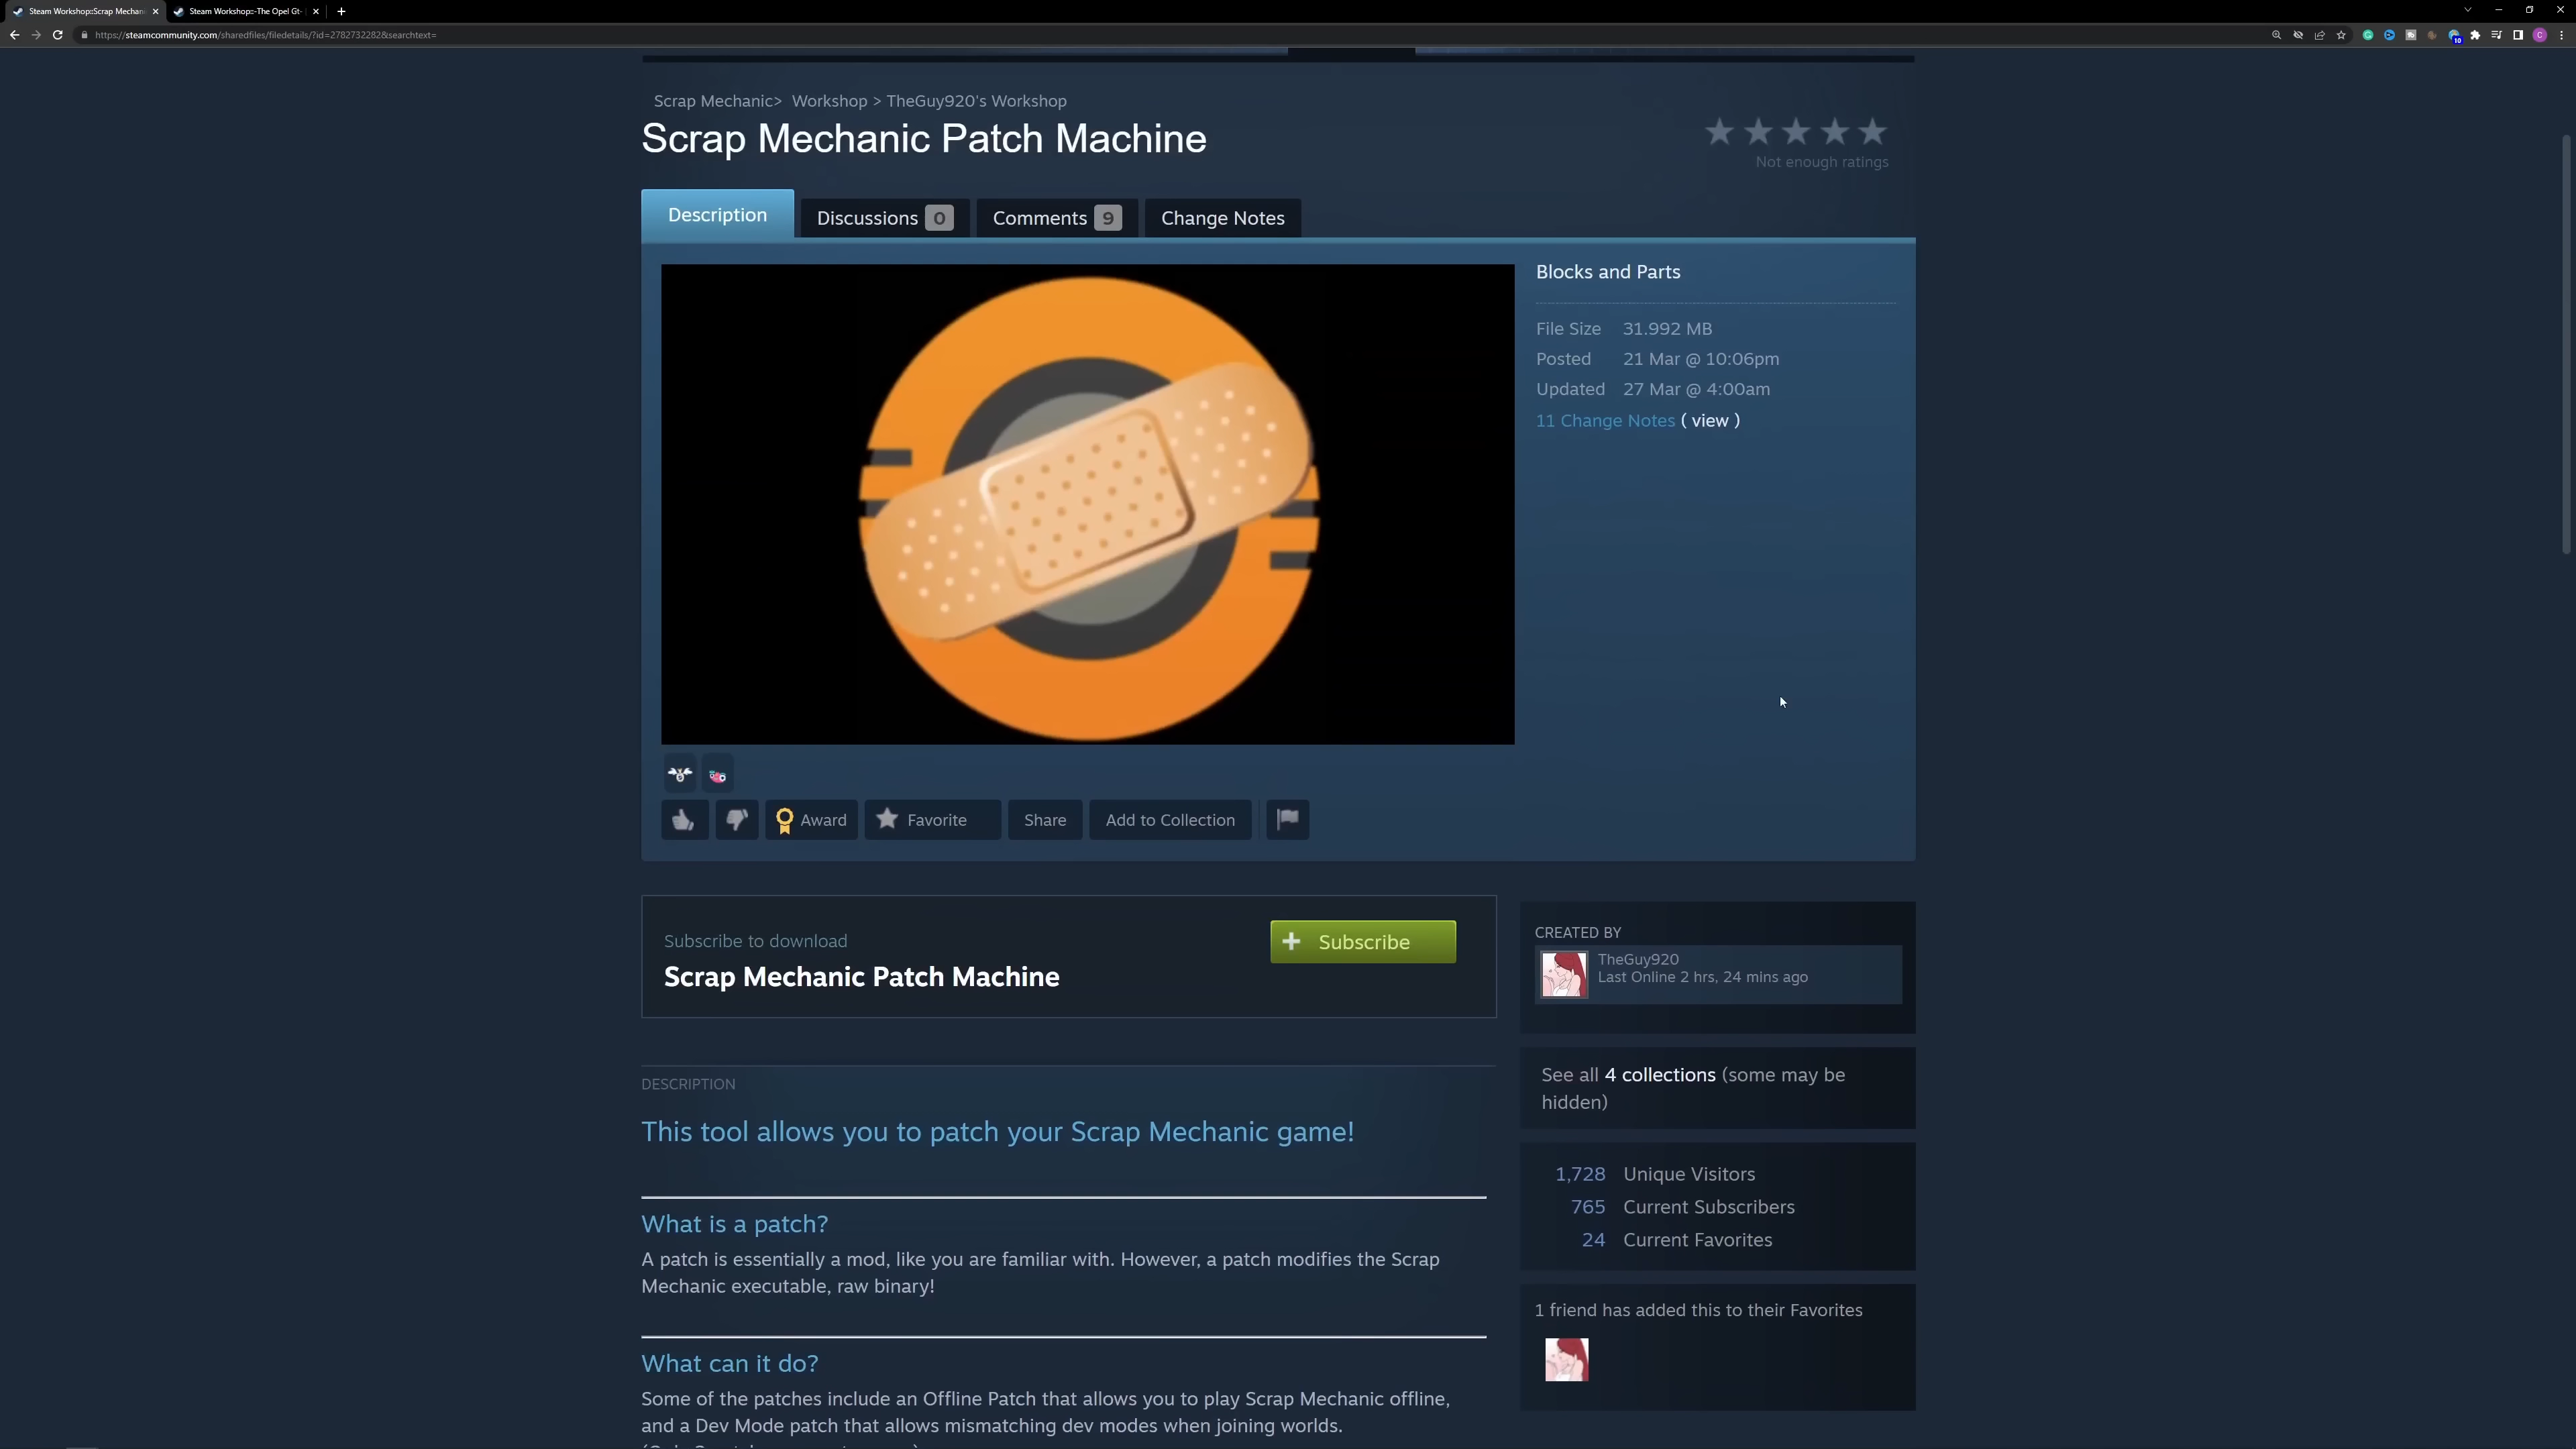 Steam Workshop::Scrap Mechani
Steam Workshop::-The Opel Gt-
https://steamcommunity.com/sharedfiles/filedetails/?id=2782732282&searchtext=
10
C
Scrap Mechanic> Workshop > TheGuy920's Workshop
Scrap Mechanic Patch Machine
Not enough ratings
Description
Discussions 0
Comments 9
Change Notes
Blocks and Parts
File Size 31.992 MB
Posted 21 Mar @ 10:06pm
Updated 27 Mar @ 4:00am
11 Change Notes ( view )
Award
Favorite
Share
Add to Collection
Subscribe to download
Scrap Mechanic Patch Machine
Subscribe
CREATED BY
TheGuy920
Last Online 2 hrs, 24 mins ago
See all 4 collections (some may be
hidden)
1,728 Unique Visitors
765 Current Subscribers
24 Current Favorites
1 friend has added this to their Favorites
DESCRIPTION
This tool allows you to patch your Scrap Mechanic game!
What is a patch?
A patch is essentially a mod, like you are familiar with. However, a patch modifies the Scrap
Mechanic executable, raw binary!
What can it do?
Some of the patches include an Offline Patch that allows you to play Scrap Mechanic offline,
and a Dev Mode patch that allows mismatching dev modes when joining worlds.